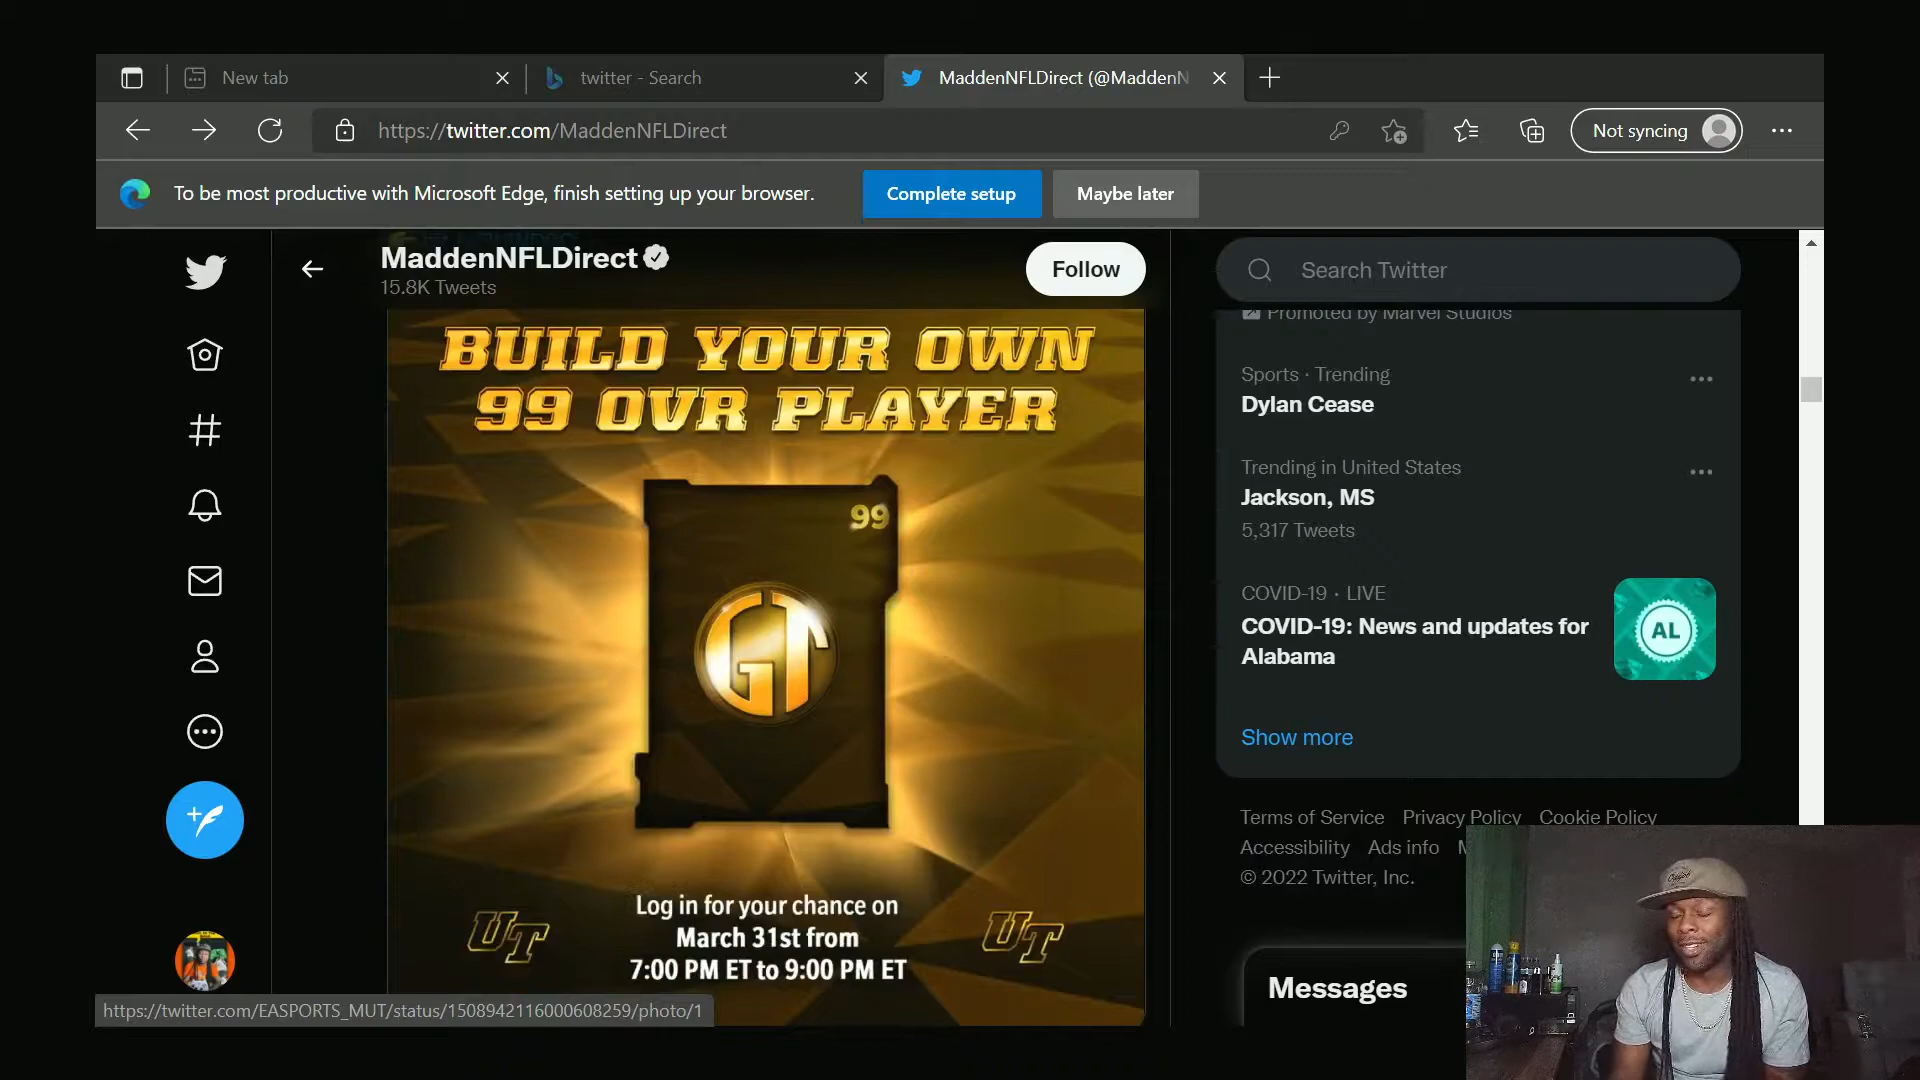 New tab
twitter - Search
MaddenNFLDirect (@MaddenN
https://twitter.com/MaddenNFLDirect
Not syncing
To be most productive with Microsoft Edge, finish setting up your browser.
Complete setup
Maybe later
MaddenNFLDirect
15.8K Tweets
Follow
Search Twitter
BUILD YOUR OWN
99 OVR PLAYER
99
GT
Log in for your chance on
March 31st from
7:00 PM ET to 9:00 PM ET
UT
UT
Promoted by Marvel Studios
Sports · Trending
Dylan Cease
Trending in United States
Jackson, MS
5,317 Tweets
COVID-19 · LIVE
COVID-19: News and updates for
Alabama
AL
Show more
Terms of Service Privacy Policy Cookie Policy
Accessibility Ads info
© 2022 Twitter, Inc.
Messages
https://twitter.com/EASPORTS_MUT/status/1508942116000608259/photo/1